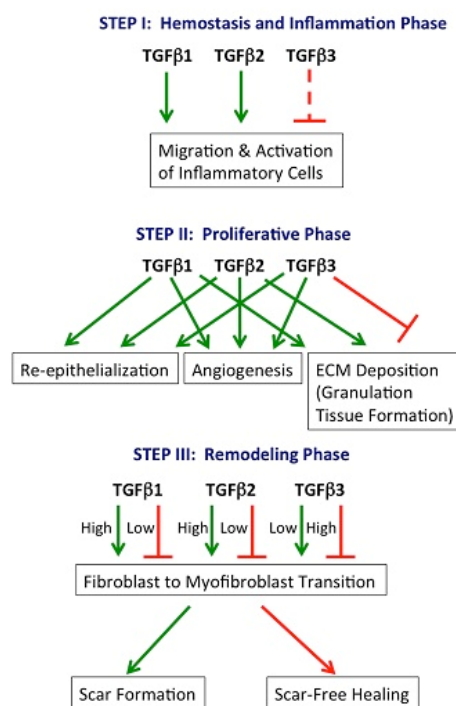 STEP I: Hemostasis and Inflammation Phase
TGFβ1 TGFβ2 TGFβ3
Migration & Activation
of Inflammatory Cells
STEP II: Proliferative Phase
TGFβ1 TGFβ2 TGFβ3
Re-epithelialization
Angiogenesis
ECM Deposition
(Granulation
Tissue Formation)
STEP III: Remodeling Phase
TGFβ1 TGFβ2 TGFβ3
High Low High Low Low High
Fibroblast to Myofibroblast Transition
Scar Formation
Scar-Free Healing